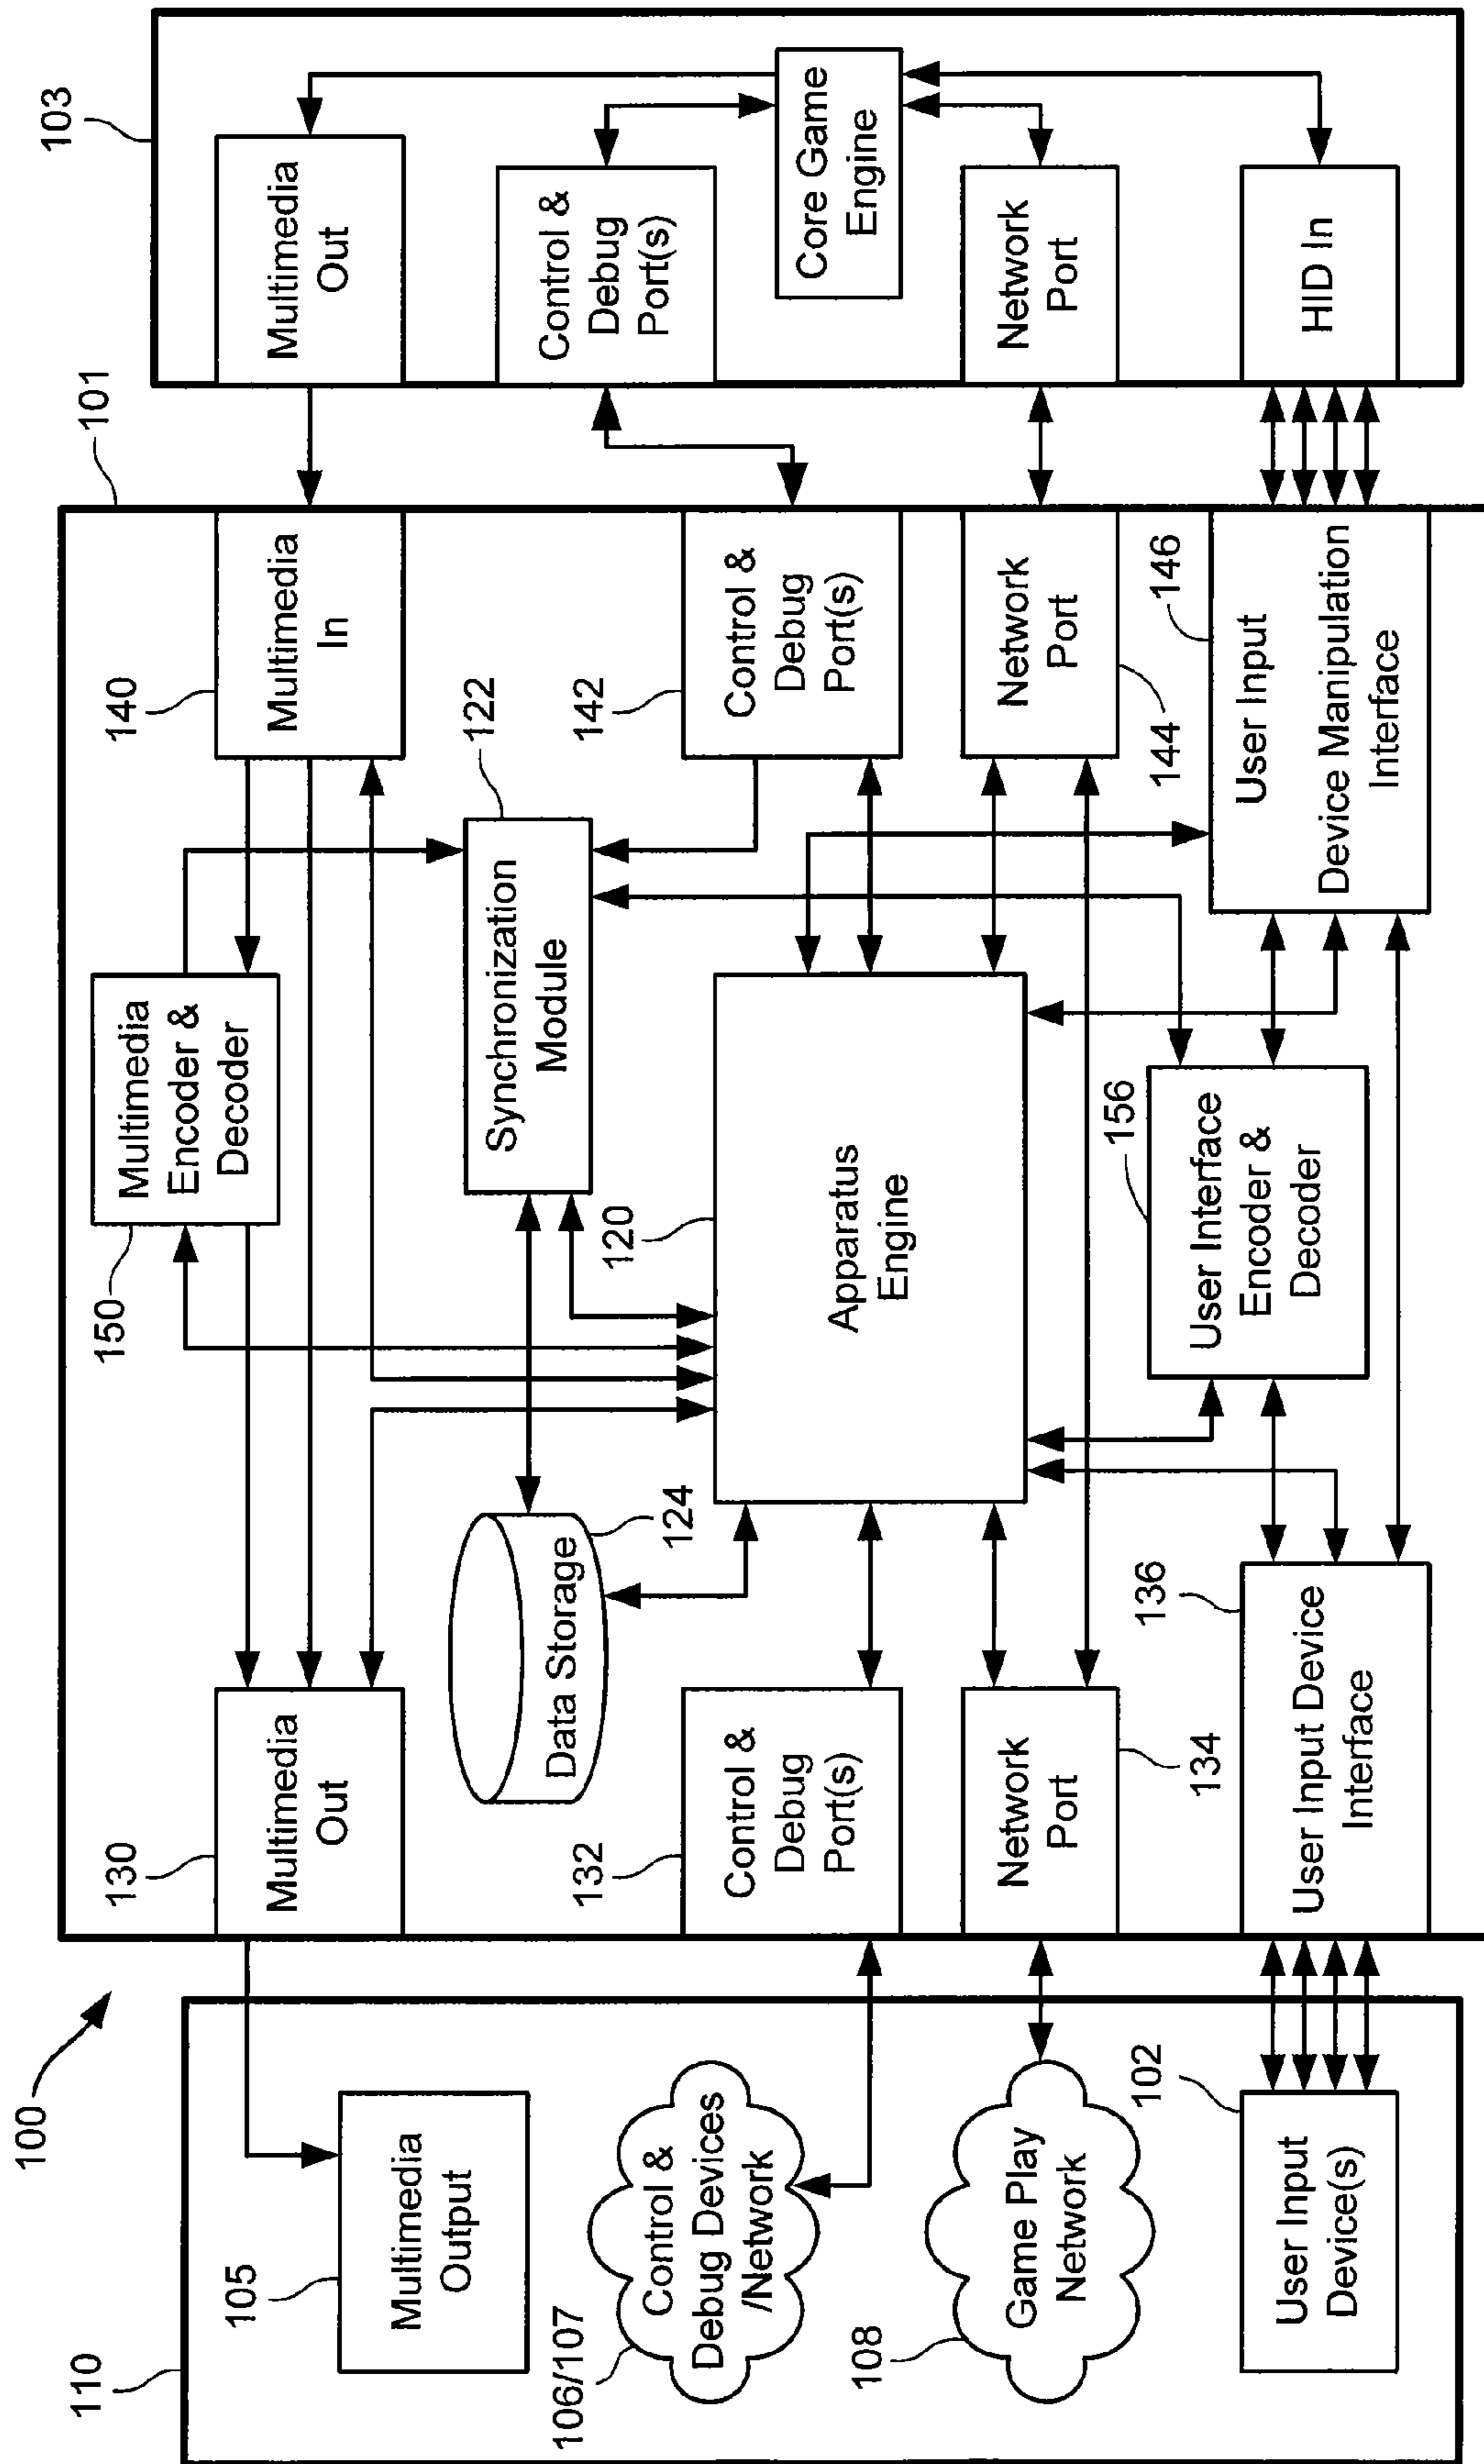 100
110
105
Multimedia
Output
106/107
Control &
Debug Devices
/Network
108
Game Play
Network
102
User Input
Device(s)
101
130
Multimedia
Out
132
Control &
Debug
Port(s)
134
Network
Port
136
User Input Device
Interface
150
Multimedia
Encoder &
Decoder
Data Storage
124
122
Synchronization
Module
120
Apparatus
Engine
156
User Interface
Encoder &
Decoder
140
Multimedia
In
142
Control &
Debug
Port(s)
144
Network
Port
146
User Input
Device Manipulation
Interface
103
Multimedia
Out
Control &
Debug
Port(s)
Core Game
Engine
Network
Port
HID In